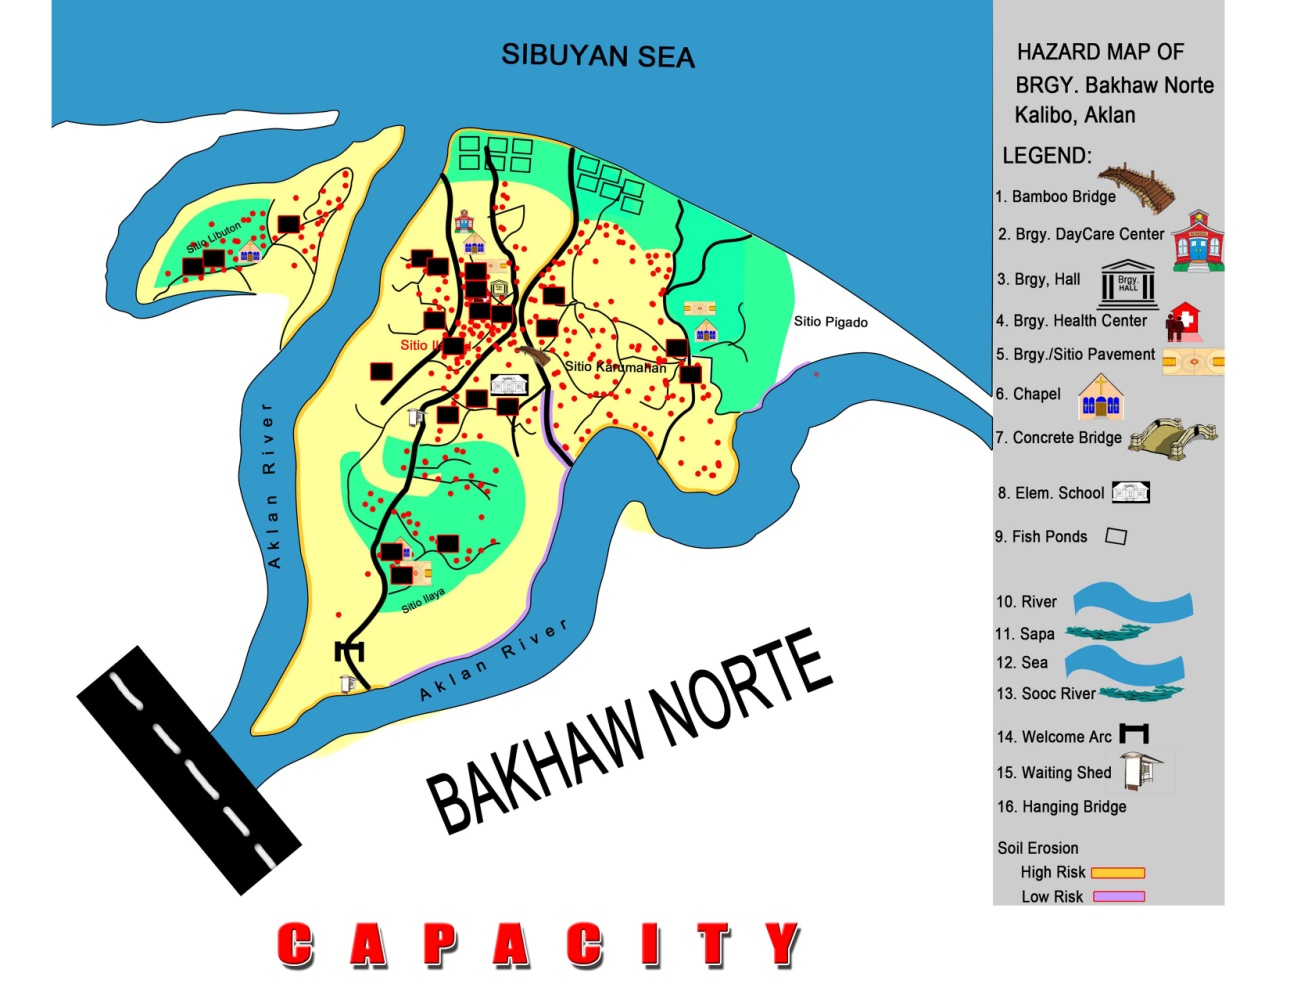 SIBUYAN SEA
HAZARD MAP OF
BRGY. Bakhaw Norte
Kalibo, Aklan
LEGEND:
1. Bamboo Bridge
2. Brgy. DayCare Center
SCHOOL
3. Brgy, Hall
Brgy.
HALL
4. Brgy. Health Center
5. Brgy./Sitio Pavement
6. Chapel
7. Concrete Bridge
8. Elem. School
9. Fish Ponds
10. River
11. Sapa
12. Sea
13. Sooc River
14. Welcome Arc
15. Waiting Shed
16. Hanging Bridge
Soil Erosion
High Risk
Low Risk
Sitio Libuton
Sitio Pigado
Sitio
Sitio Karumanan
Sitio Ilaya
Aklan River
Aklan River
BAKHAW NORTE
CAPACITY